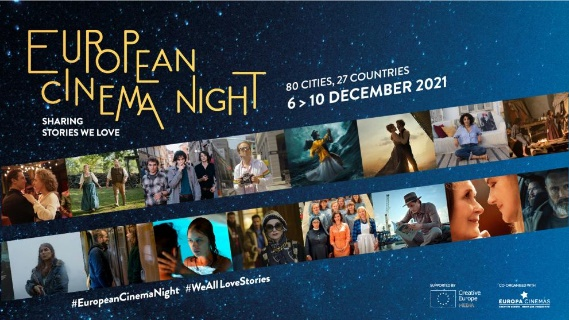 EUROPEAN
CINEMA NIGHT
SHARING
STORIES WE LOVE
80 CITIES, 27 COUNTRIES
6 > 10 DECEMBER 2021
#EuropeanCinemaNight #WeAllLoveStories
SUPPORTED BY
Creative
Europe
MEDIA
CO-ORGANISED WITH
EUROPA CINEMAS